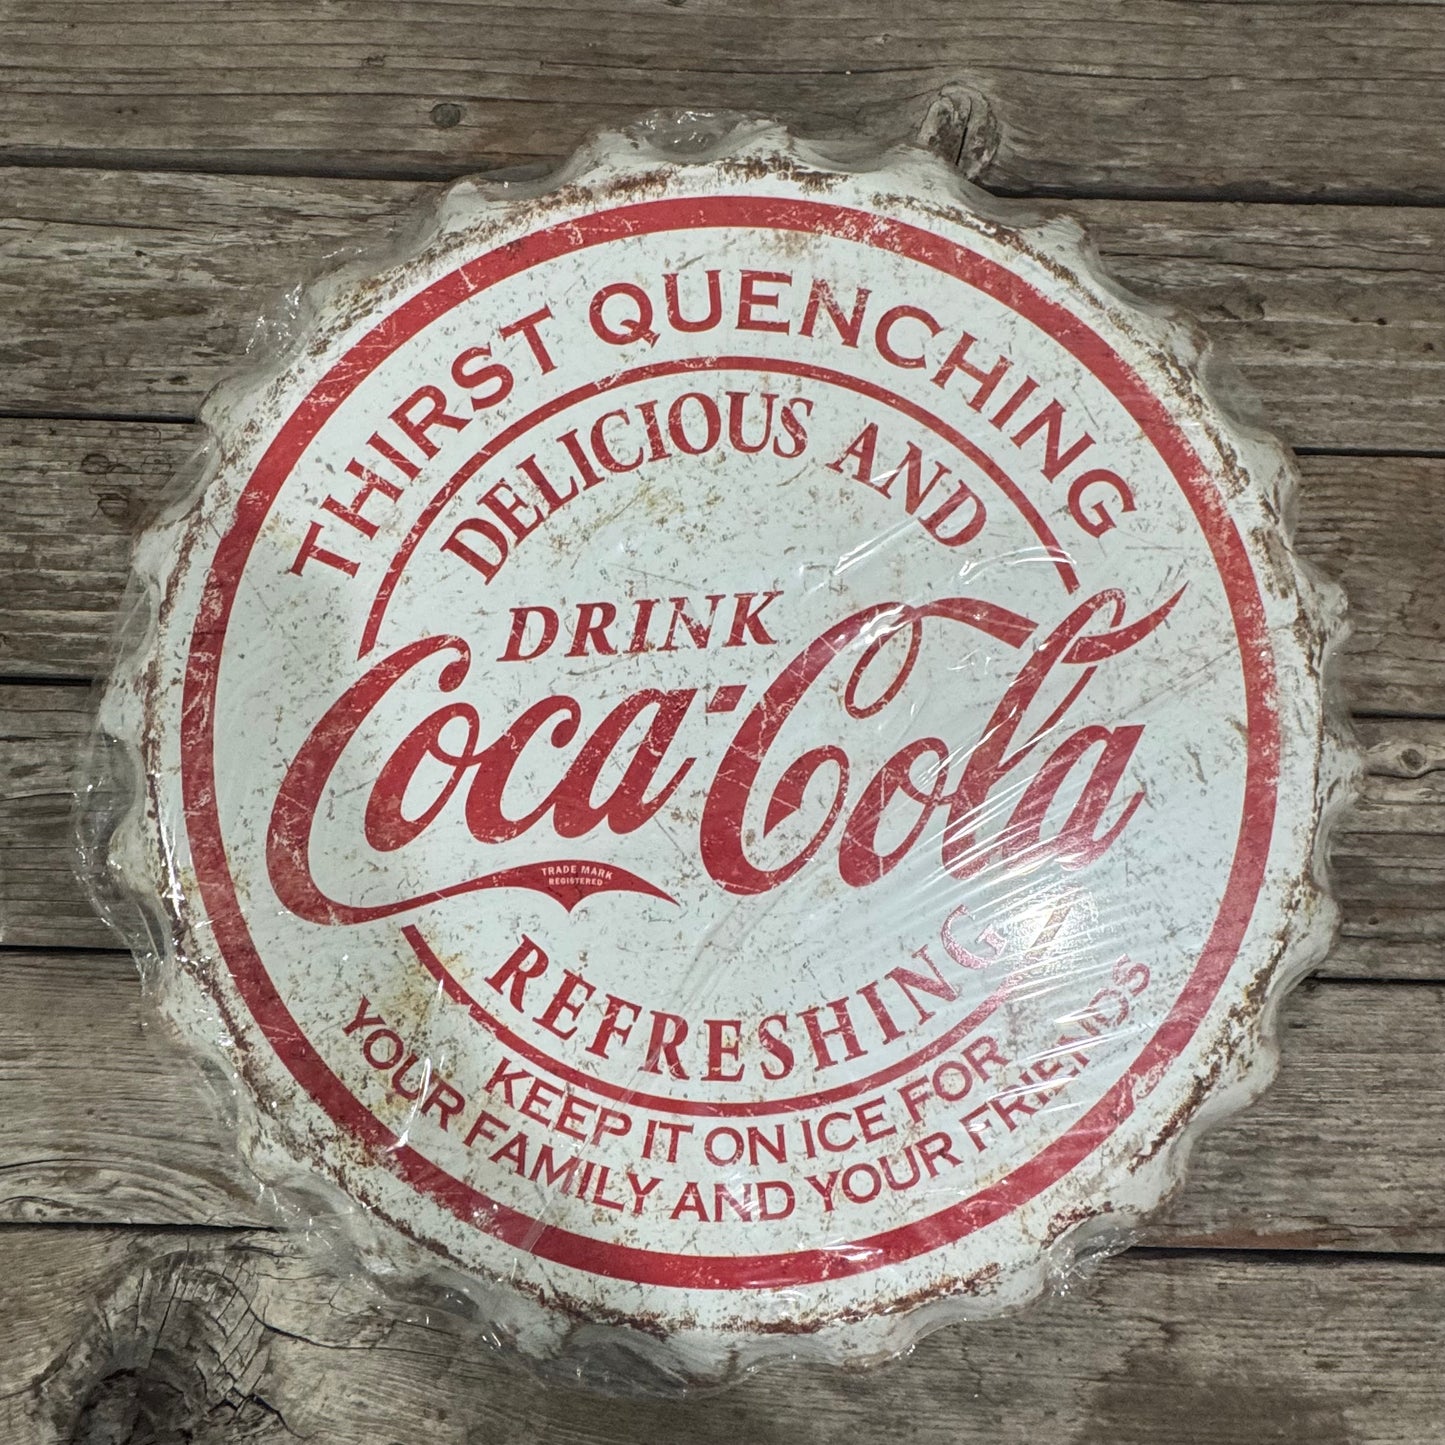 THIRST QUENCHING
DELICIOUS AND
DRINK
Coca-Cola
TRADE MARK
REGISTERED
REFRESHING
KEEP IT ON ICE FOR
YOUR FAMILY AND YOUR FRIENDS